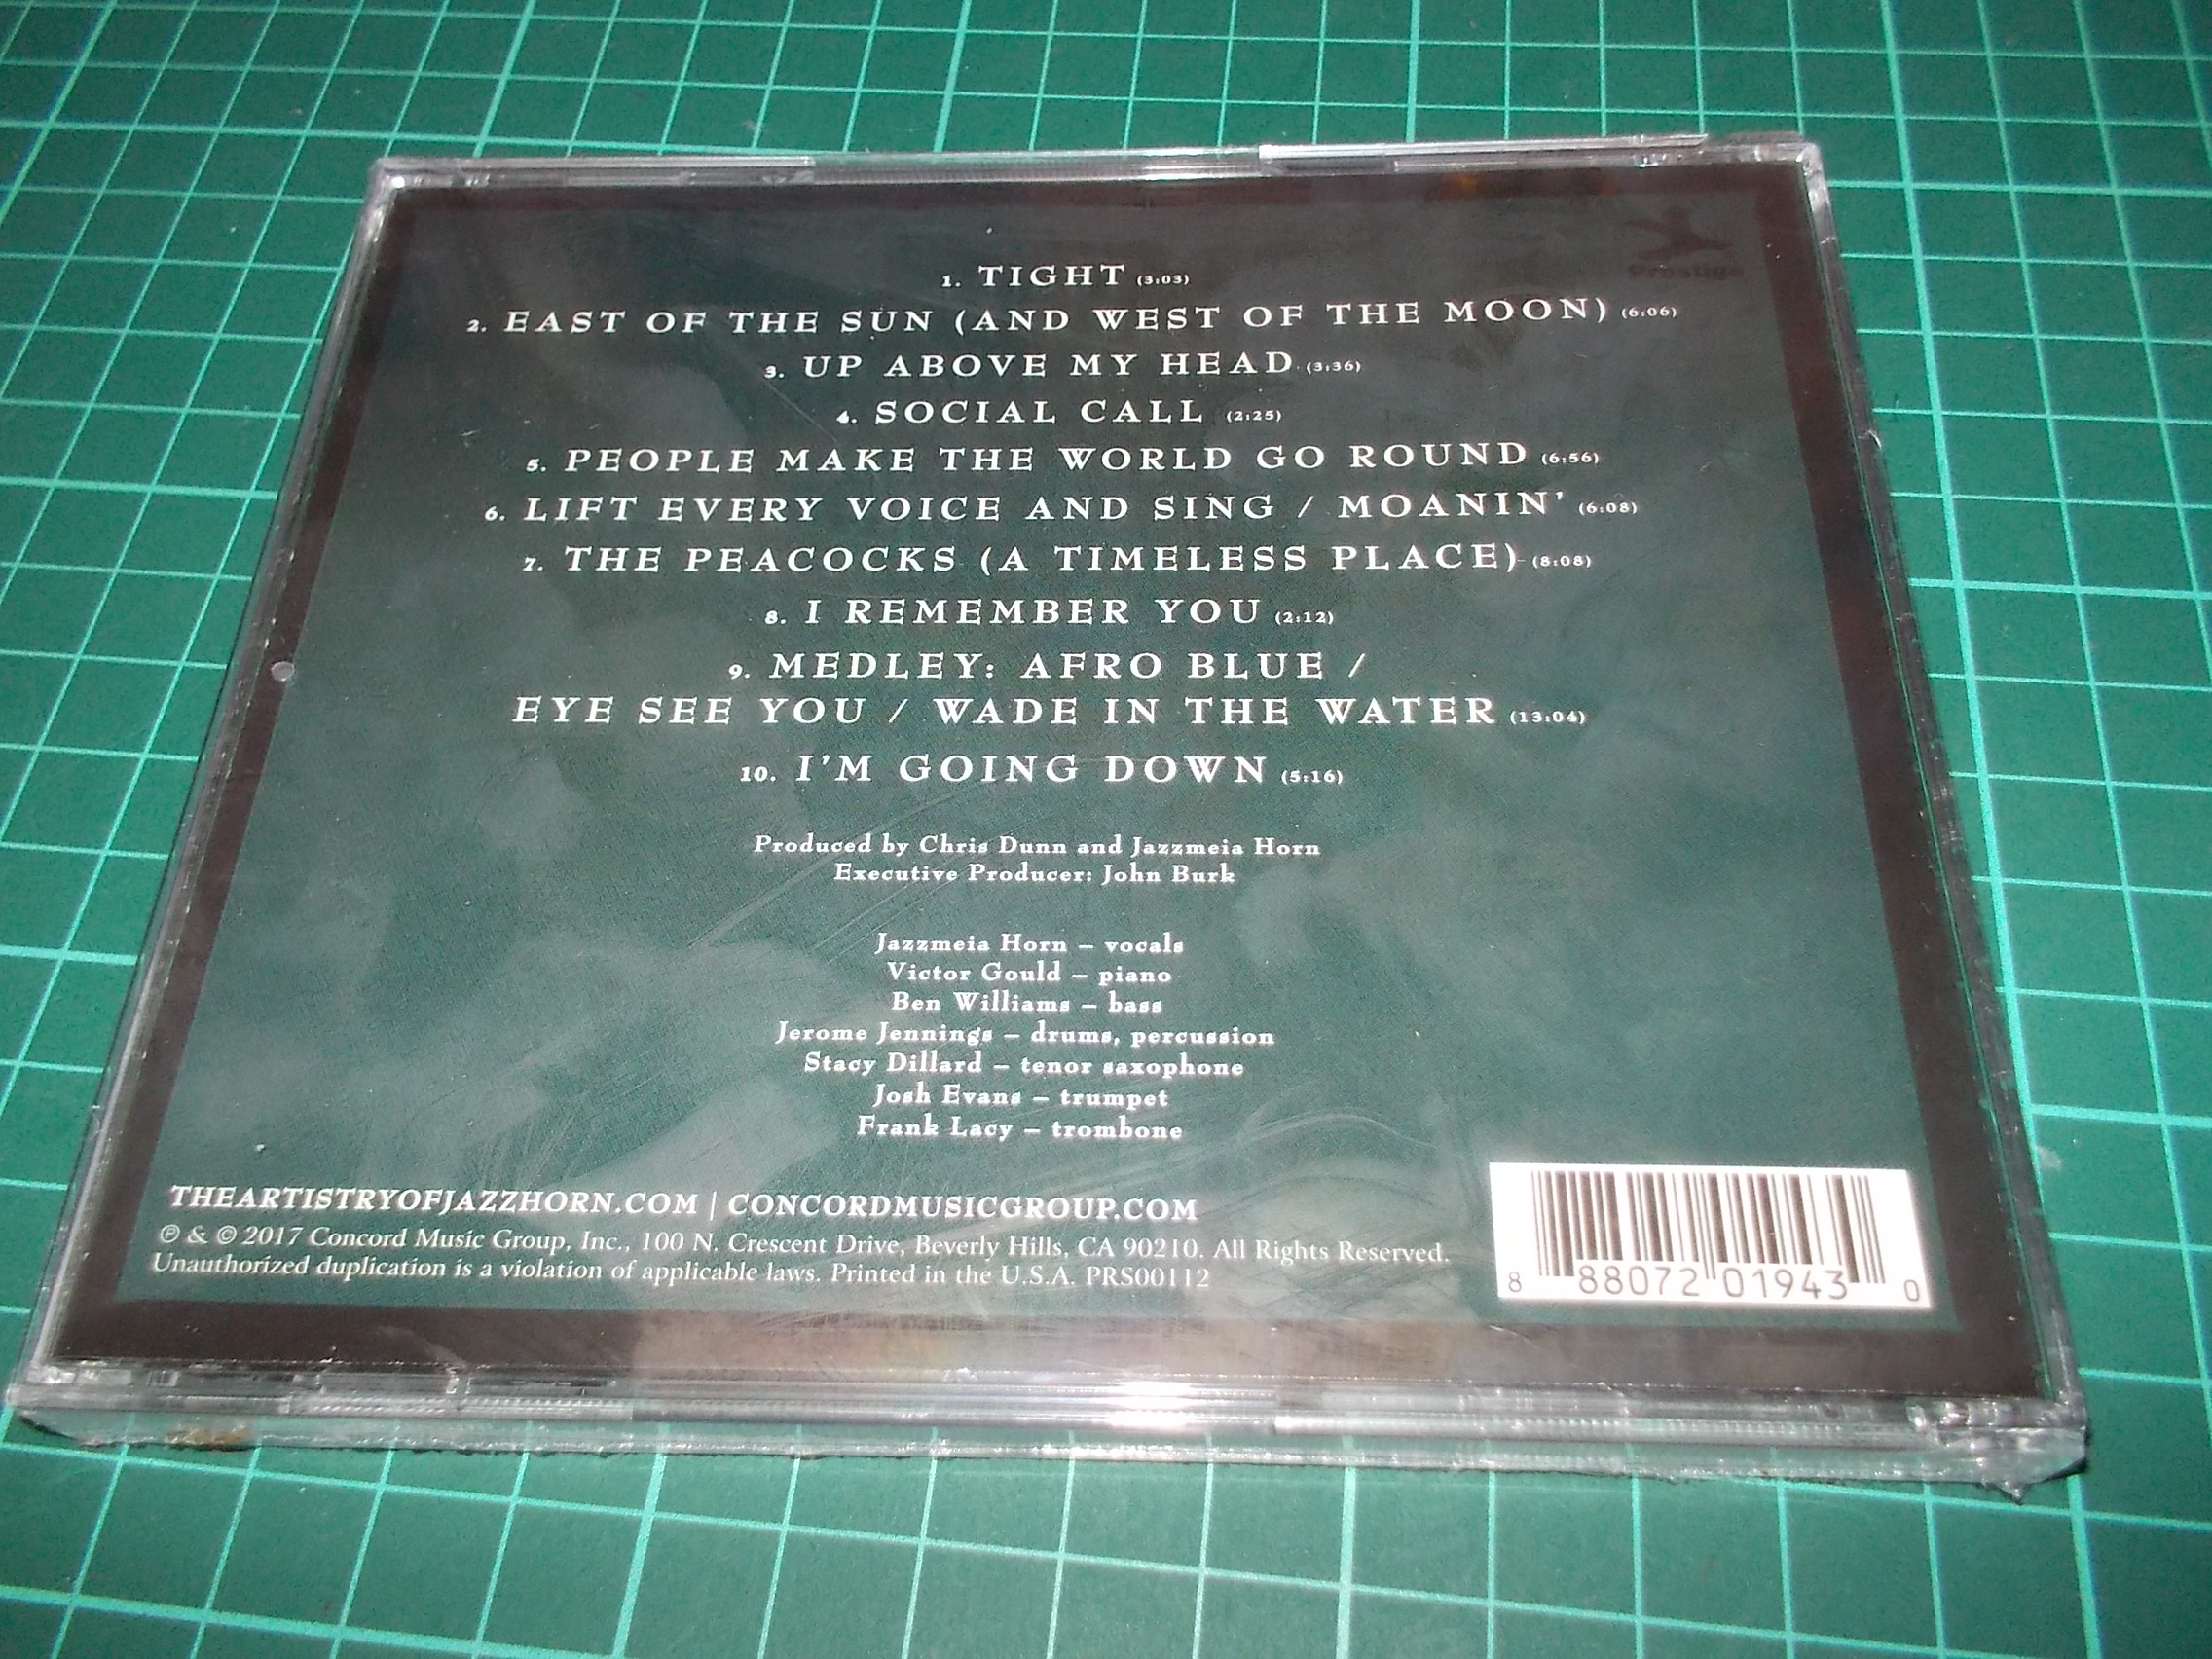 Prestige
1. TIGHT (3:03)
2. EAST OF THE SUN (AND WEST OF THE MOON) (6:06)
3. UP ABOVE MY HEAD (3:36)
4. SOCIAL CALL (2:25)
5. PEOPLE MAKE THE WORLD GO ROUND (6:56)
6. LIFT EVERY VOICE AND SING / MOANIN' (6:08)
7. THE PEACOCKS (A TIMELESS PLACE) (8:08)
8. I REMEMBER YOU (2:12)
9. MEDLEY: AFRO BLUE /
EYE SEE YOU / WADE IN THE WATER (13:04)
10. I'M GOING DOWN (5:16)
Produced by Chris Dunn and Jazzmeia Horn
Executive Producer: John Burk
Jazzmeia Horn – vocals
Victor Gould – piano
Ben Williams – bass
Jerome Jennings – drums, percussion
Stacy Dillard – tenor saxophone
Josh Evans – trumpet
Frank Lacy – trombone
THEARTISTRYOFJAZZHORN.COM | CONCORDMUSICGROUP.COM
℗ & © 2017 Concord Music Group, Inc., 100 N. Crescent Drive, Beverly Hills, CA 90210. All Rights Reserved.
Unauthorized duplication is a violation of applicable laws. Printed in the U.S.A. PRS00112
8 88072 01943 0